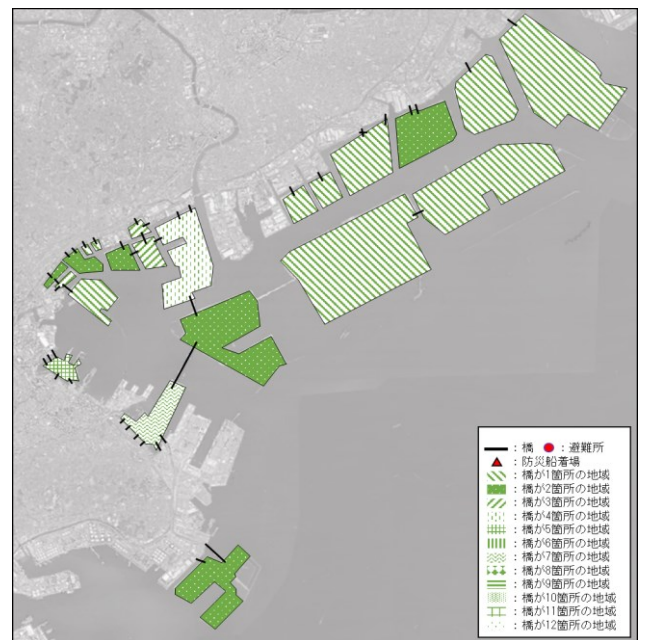 ：橋 ：避難所
：防災船着場
：橋が1箇所の地域
：橋が2箇所の地域
：橋が3箇所の地域
：橋が4箇所の地域
：橋が5箇所の地域
：橋が6箇所の地域
：橋が7箇所の地域
：橋が8箇所の地域
：橋が9箇所の地域
：橋が10箇所の地域
：橋が11箇所の地域
：橋が12箇所の地域